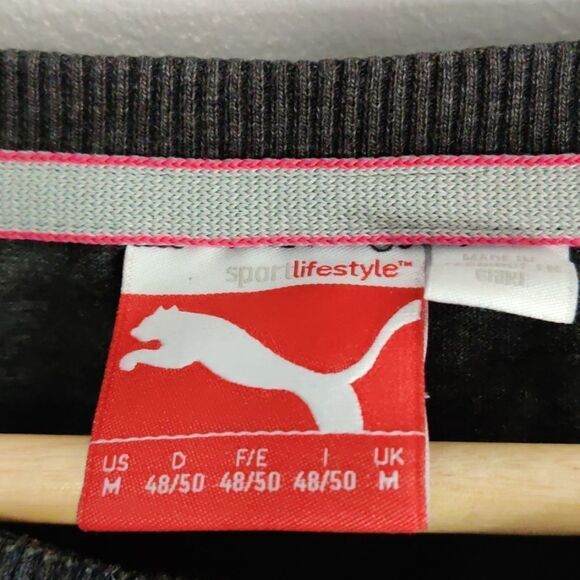 sportlifestyle™
US D F/E I UK
M 48/50 48/50 48/50 M